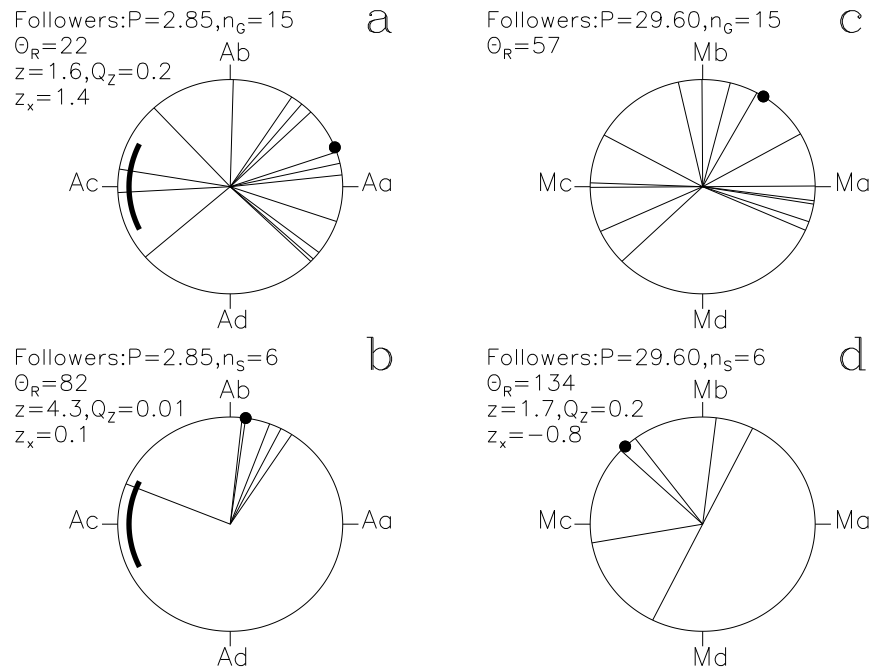 Followers:P=2.85,n_G=15
a
Θ_R=22
z=1.6,Q_Z=0.2
z_x=1.4
Ab
Ac
Aa
Ad
Followers:P=29.60,n_G=15
c
Θ_R=57
Mb
Mc
Ma
Md
Followers:P=2.85,n_S=6
b
Θ_R=82
z=4.3,Q_Z=0.01
z_x=0.1
Ab
Ac
Aa
Ad
Followers:P=29.60,n_S=6
d
Θ_R=134
z=1.7,Q_Z=0.2
z_x=−0.8
Mb
Mc
Ma
Md